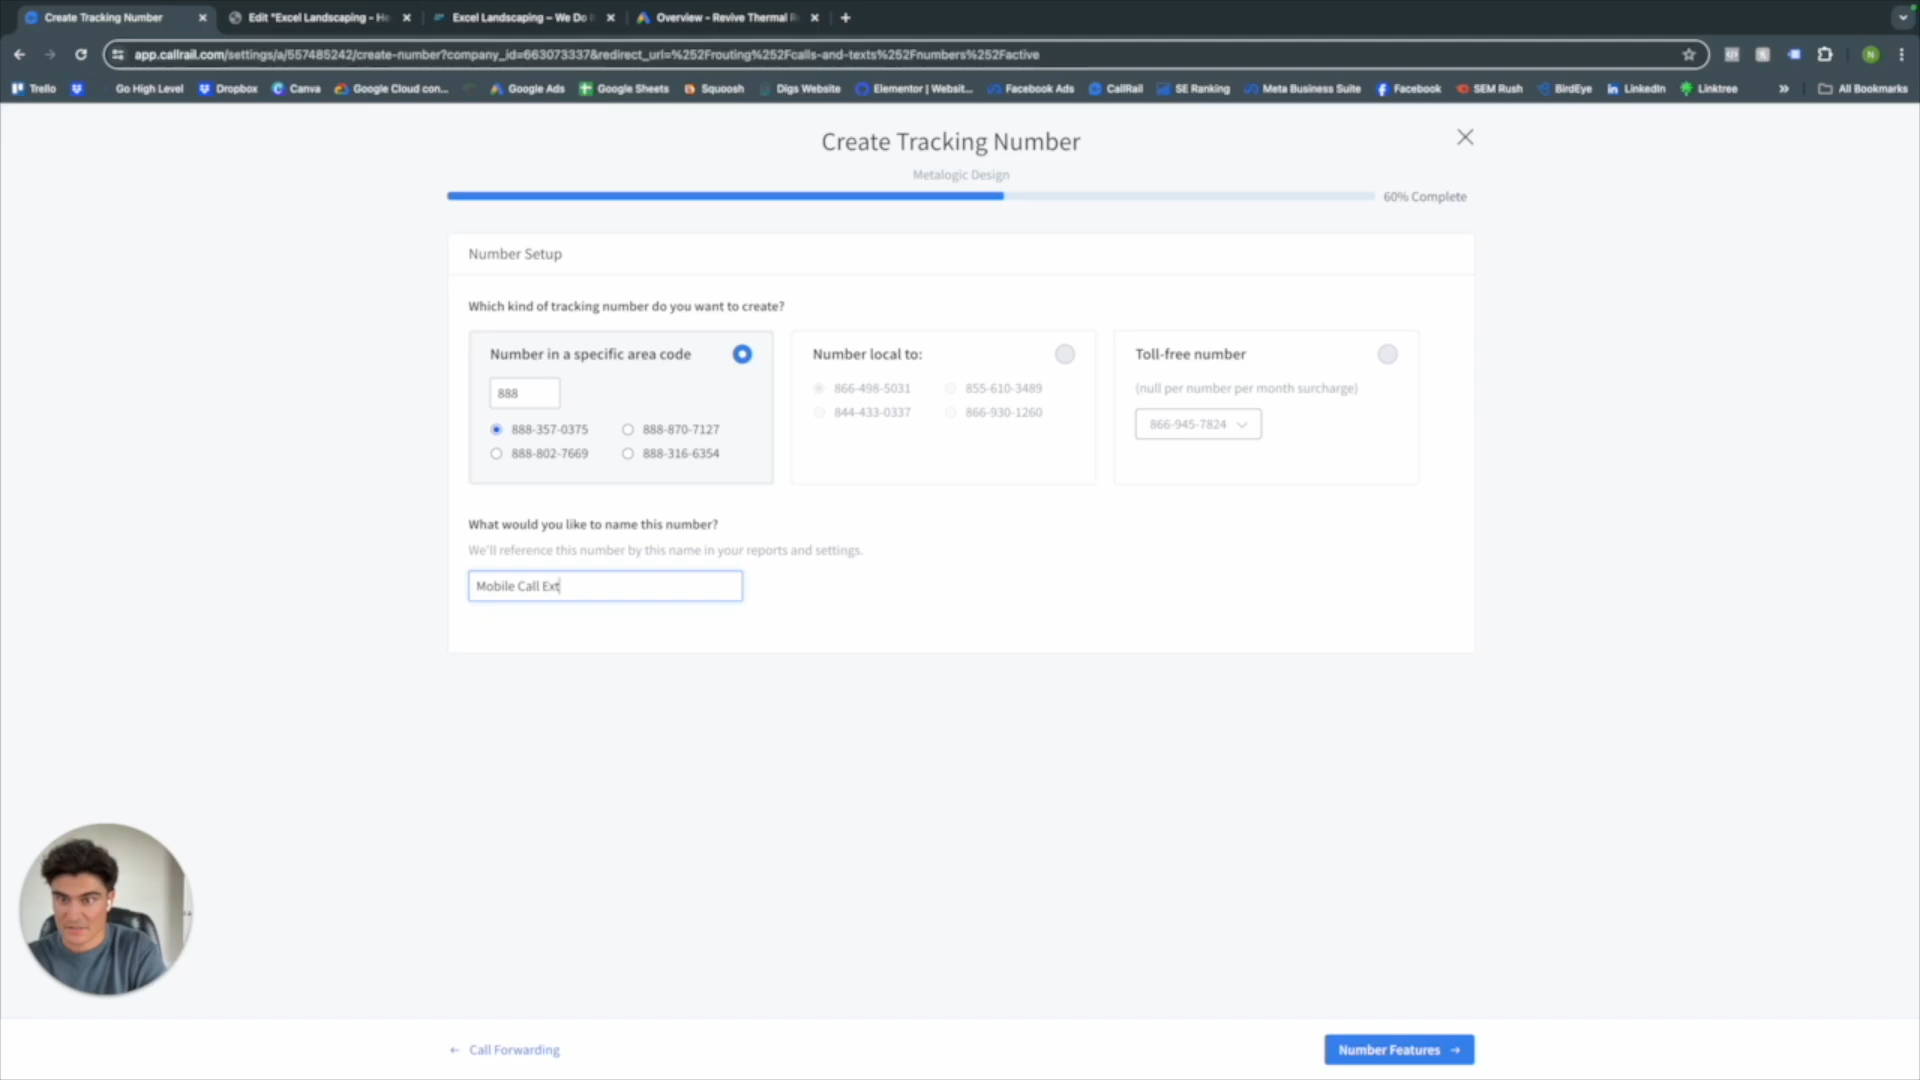 Create Tracking Number
Edit "Excel Landscaping – H
Excel Landscaping – We Do
Overview – Revive Thermal R
app.callrail.com/settings/a/557485242/create-number?company_id=663073337&redirect_url=%252Frouting%252Fcalls-and-texts%252Fnumbers%252Factive
N
Trello
Go High Level
Dropbox
Canva
Google Cloud con...
Google Ads
Google Sheets
Squoosh
Digs Website
Elementor | Websit...
Facebook Ads
CallRail
SE Ranking
Meta Business Suite
Facebook
SEM Rush
BirdEye
LinkedIn
Linktree
»
All Bookmarks
Create Tracking Number
Metalogic Design
60% Complete
Number Setup
Which kind of tracking number do you want to create?
Number in a specific area code
888
888-357-0375
888-870-7127
888-802-7669
888-316-6354
Number local to:
866-498-5031
855-610-3489
844-433-0337
866-930-1260
Toll-free number
(null per number per month surcharge)
866-945-7824
What would you like to name this number?
We'll reference this number by this name in your reports and settings.
Mobile Call Ext
← Call Forwarding
Number Features →